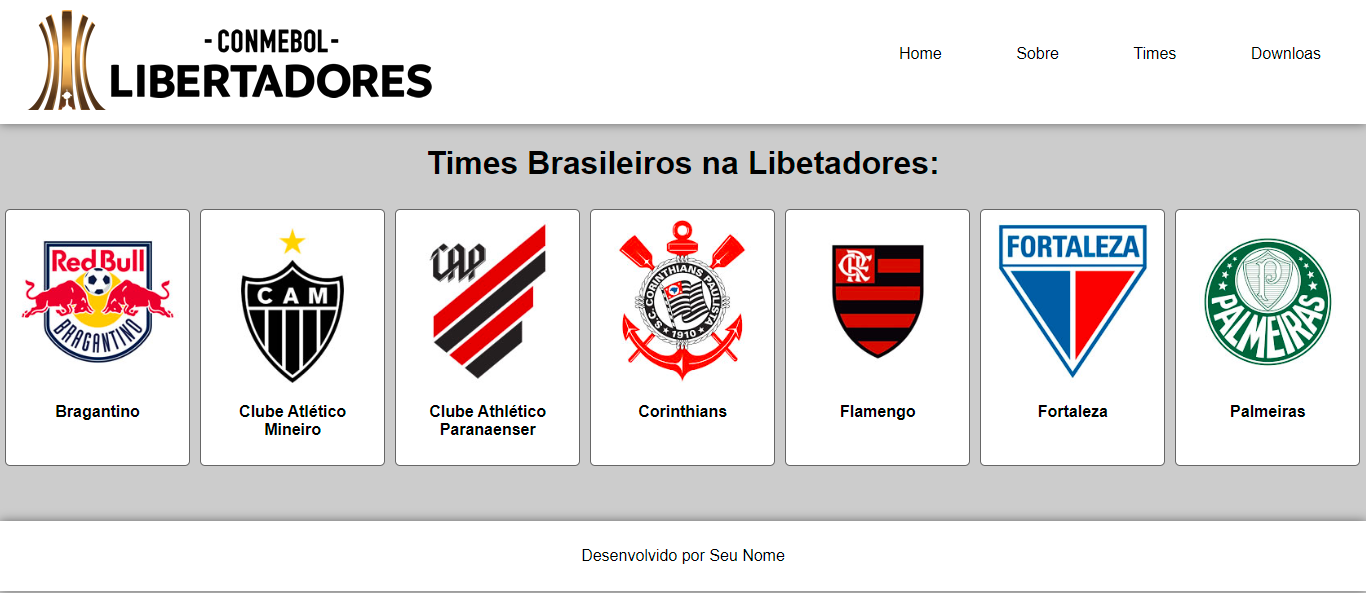 - CONMEBOL -
LIBERTADORES
Home Sobre Times Downloas
Times Brasileiros na Libetadores:
Red Bull
BRAGANTINO
CAM
CAP
S.C. CORINTHIANS PAULISTA
1910
CRF
FORTALEZA
P
PALMEIRAS
Bragantino
Clube Atlético
Mineiro
Clube Athlético
Paranaenser
Corinthians
Flamengo
Fortaleza
Palmeiras
Desenvolvido por Seu Nome